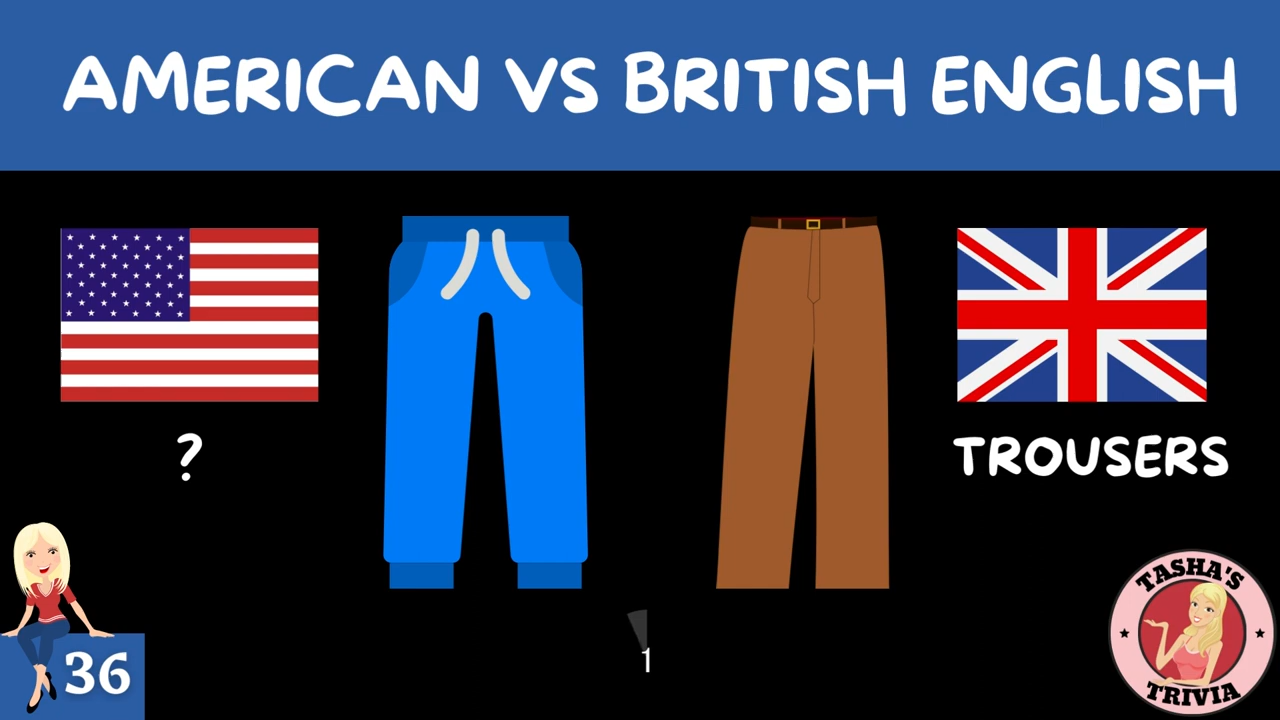 AMERICAN VS BRITISH ENGLISH
?
TROUSERS
36
1
TASHA'S
TRIVIA